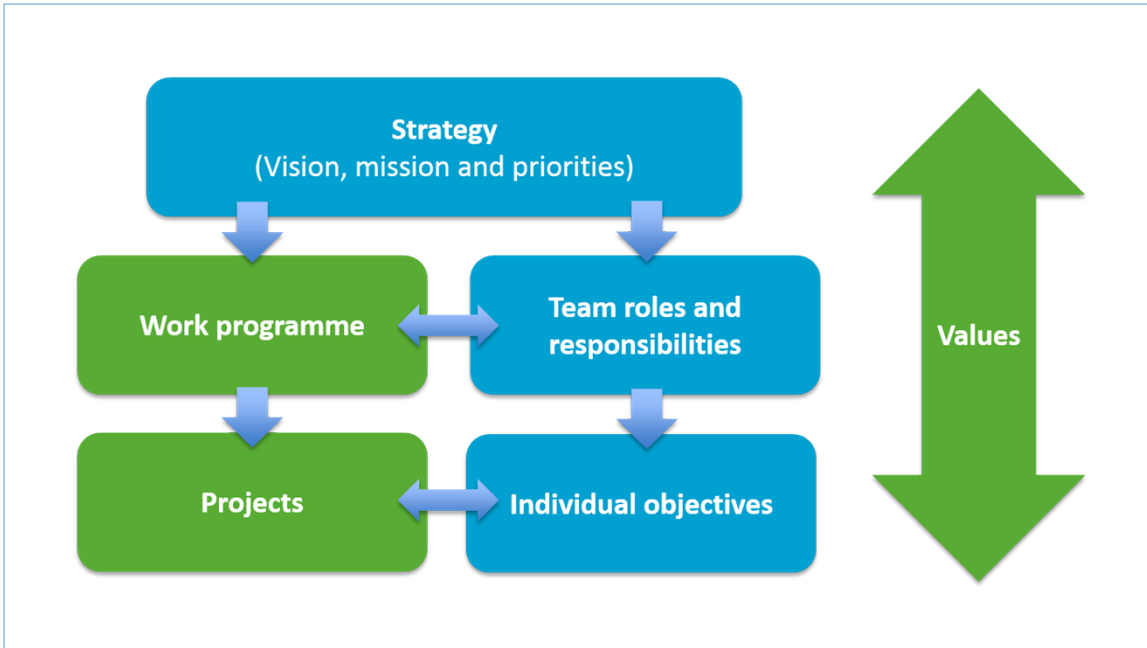 Strategy
(Vision, mission and priorities)
Work programme
Team roles and
responsibilities
Values
Projects
Individual objectives